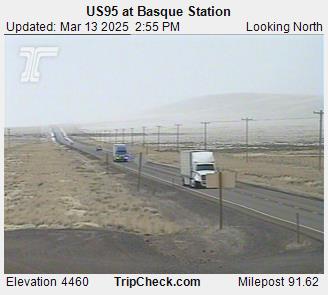 US95 at Basque Station
Updated: Mar 13 2025 2:55 PM Looking North
Elevation 4460 TripCheck.com Milepost 91.62